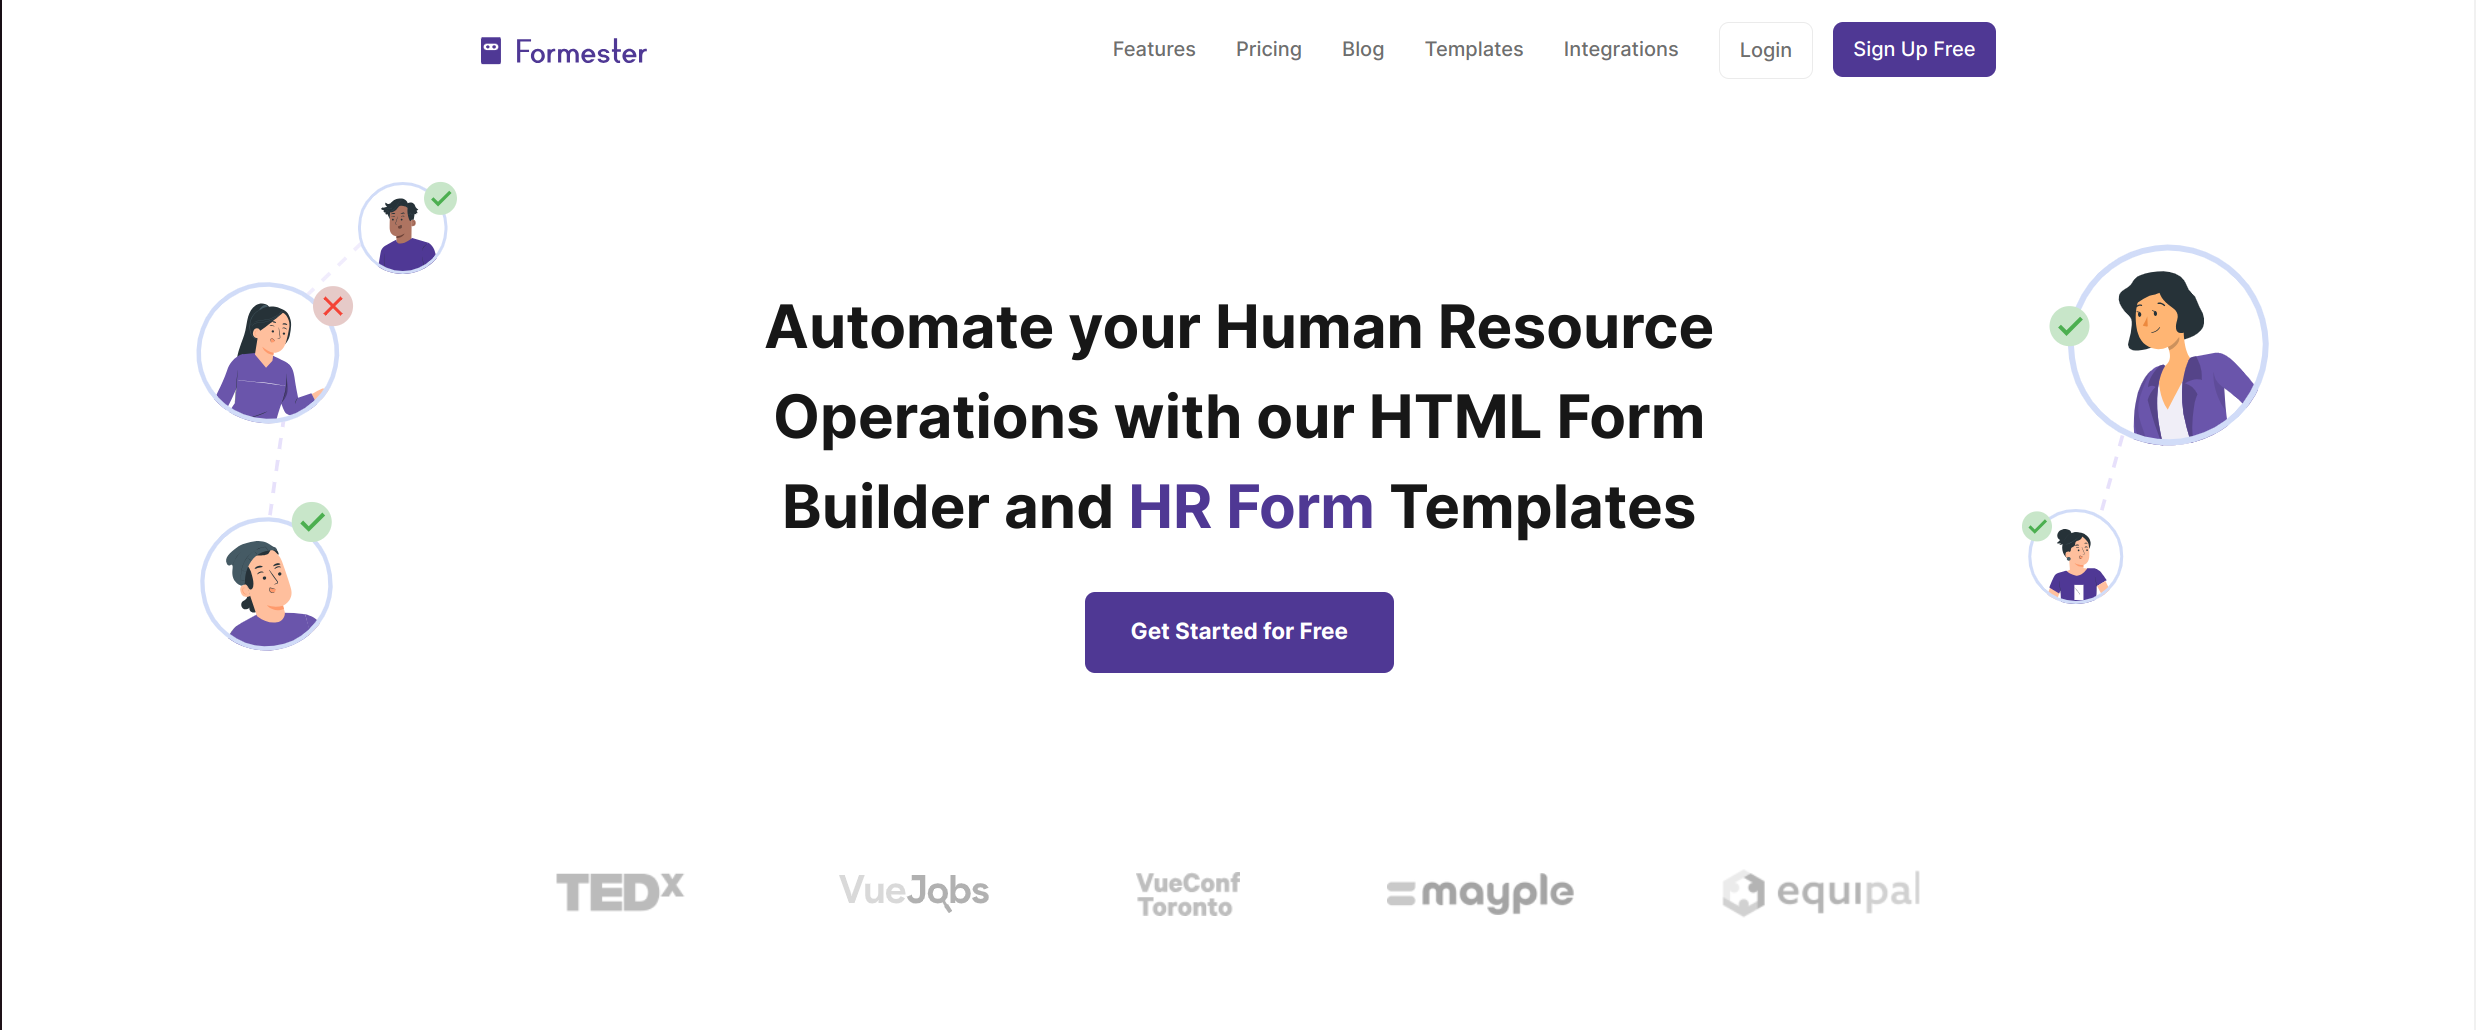 Formester
Features
Pricing
Blog
Templates
Integrations
Login
Sign Up Free
Automate your Human Resource
Operations with our HTML Form
Builder and HR Form Templates
Get Started for Free
TEDx
VueJobs
VueConf
Toronto
mayple
equipal